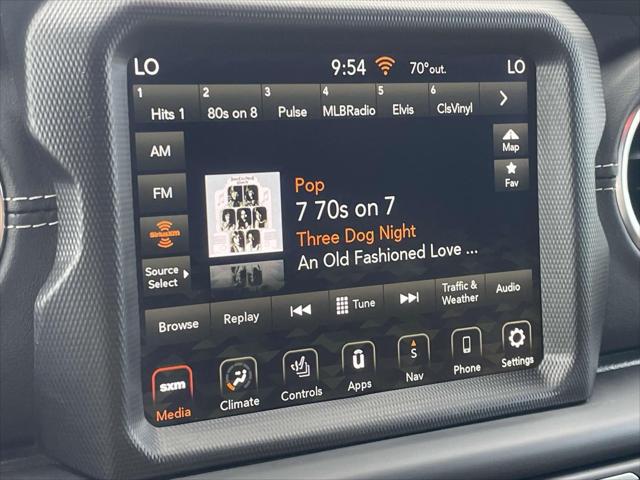 LO 9:54 70°out. LO
1 Hits 1 2 80s on 8 3 Pulse 4 MLBRadio 5 Elvis 6 ClsVinyl
AM
Map
FM
Fav
Pop
7 70s on 7
SiriusXM
Three Dog Night
An Old Fashioned Love ...
Source
Select
Browse Replay Tune Traffic & Weather Audio
sxm
Media
Climate
Controls
u
Apps
S
Nav
Phone
Settings